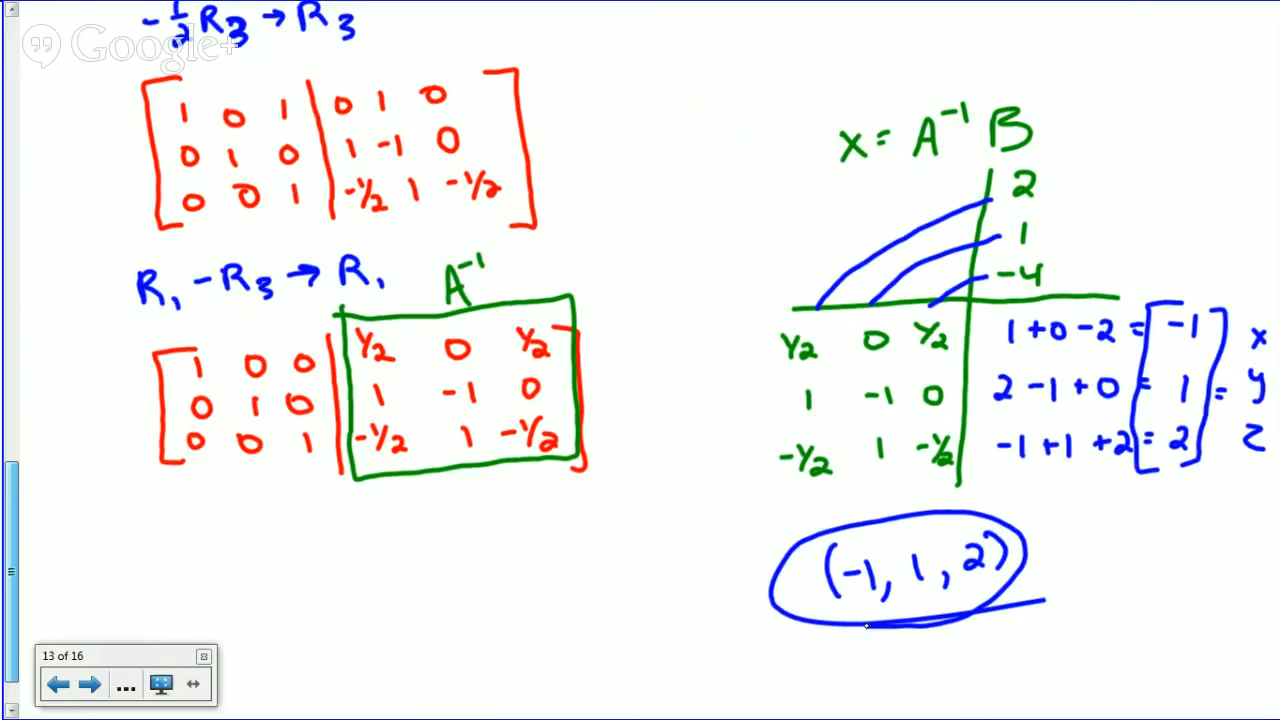 -1/2 R3 → R3
Google+
1 0 1 | 0 1 0
0 1 0 | 1 -1 0
0 0 1 | -1/2 1 -1/2
R1 - R3 → R1
A⁻¹
1 0 0 | 1/2 0 1/2
0 1 0 | 1 -1 0
0 0 1 | -1/2 1 -1/2
x = A⁻¹ B
2
1
-4
1/2 0 1/2 1 + 0 - 2 = [-1] x
1 -1 0 2 - 1 + 0 = [1] = y
-1/2 1 -1/2 -1 + 1 + 2 = [2] z
(-1, 1, 2)
13 of 16
...